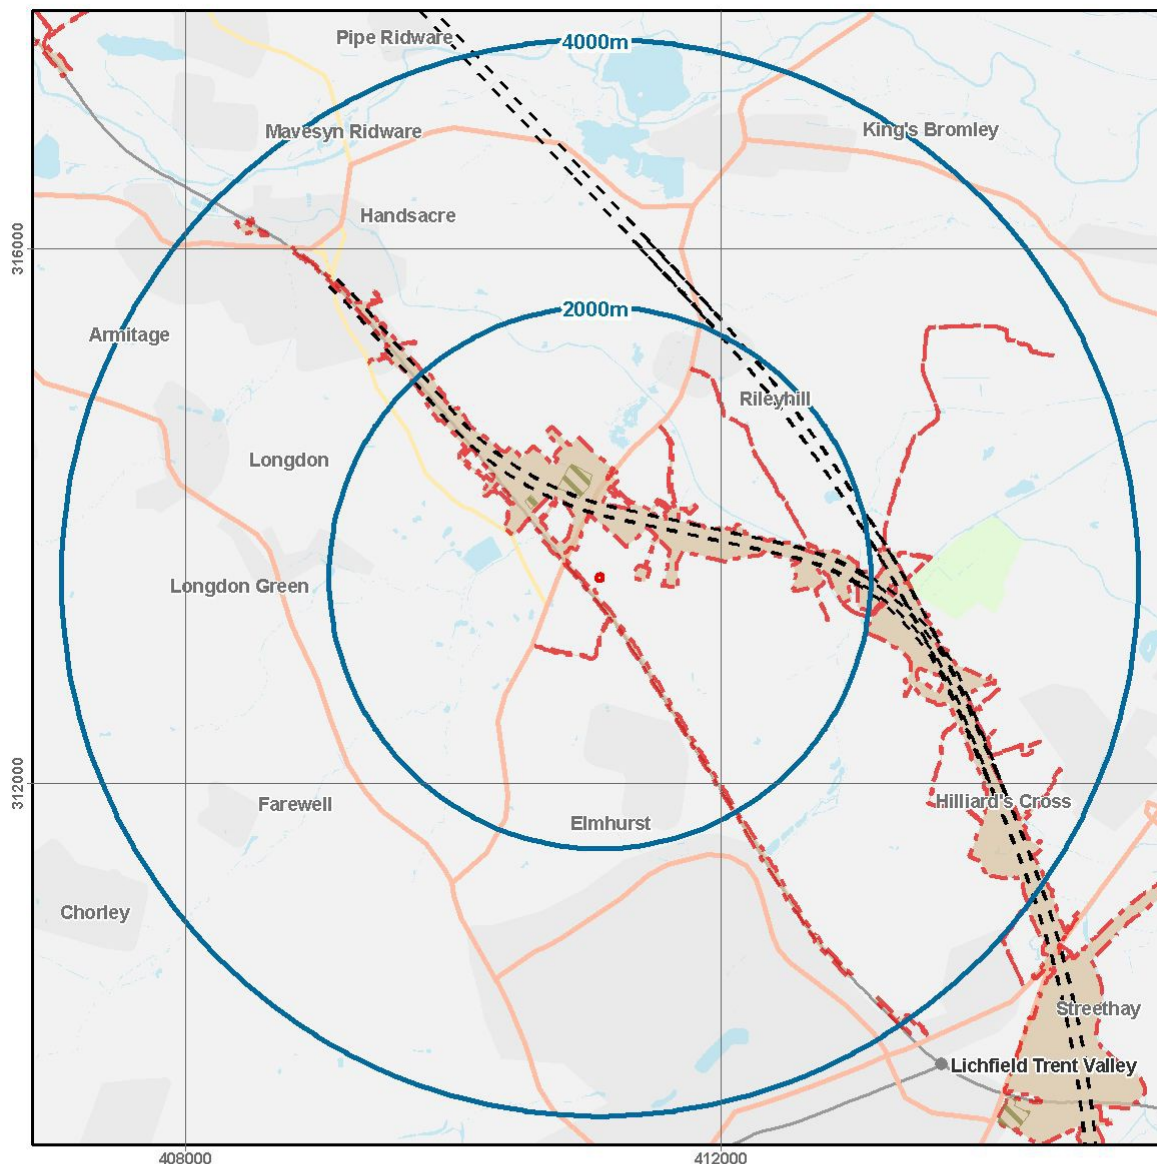 Pipe Ridware
4000m
Mavesyn Ridware
King's Bromley
Handsacre
316000
2000m
Armitage
Rileyhill
Longdon
Longdon Green
312000
Hilliard's Cross
Farewell
Elmhurst
Chorley
Streethay
Lichfield Trent Valley
408000
412000